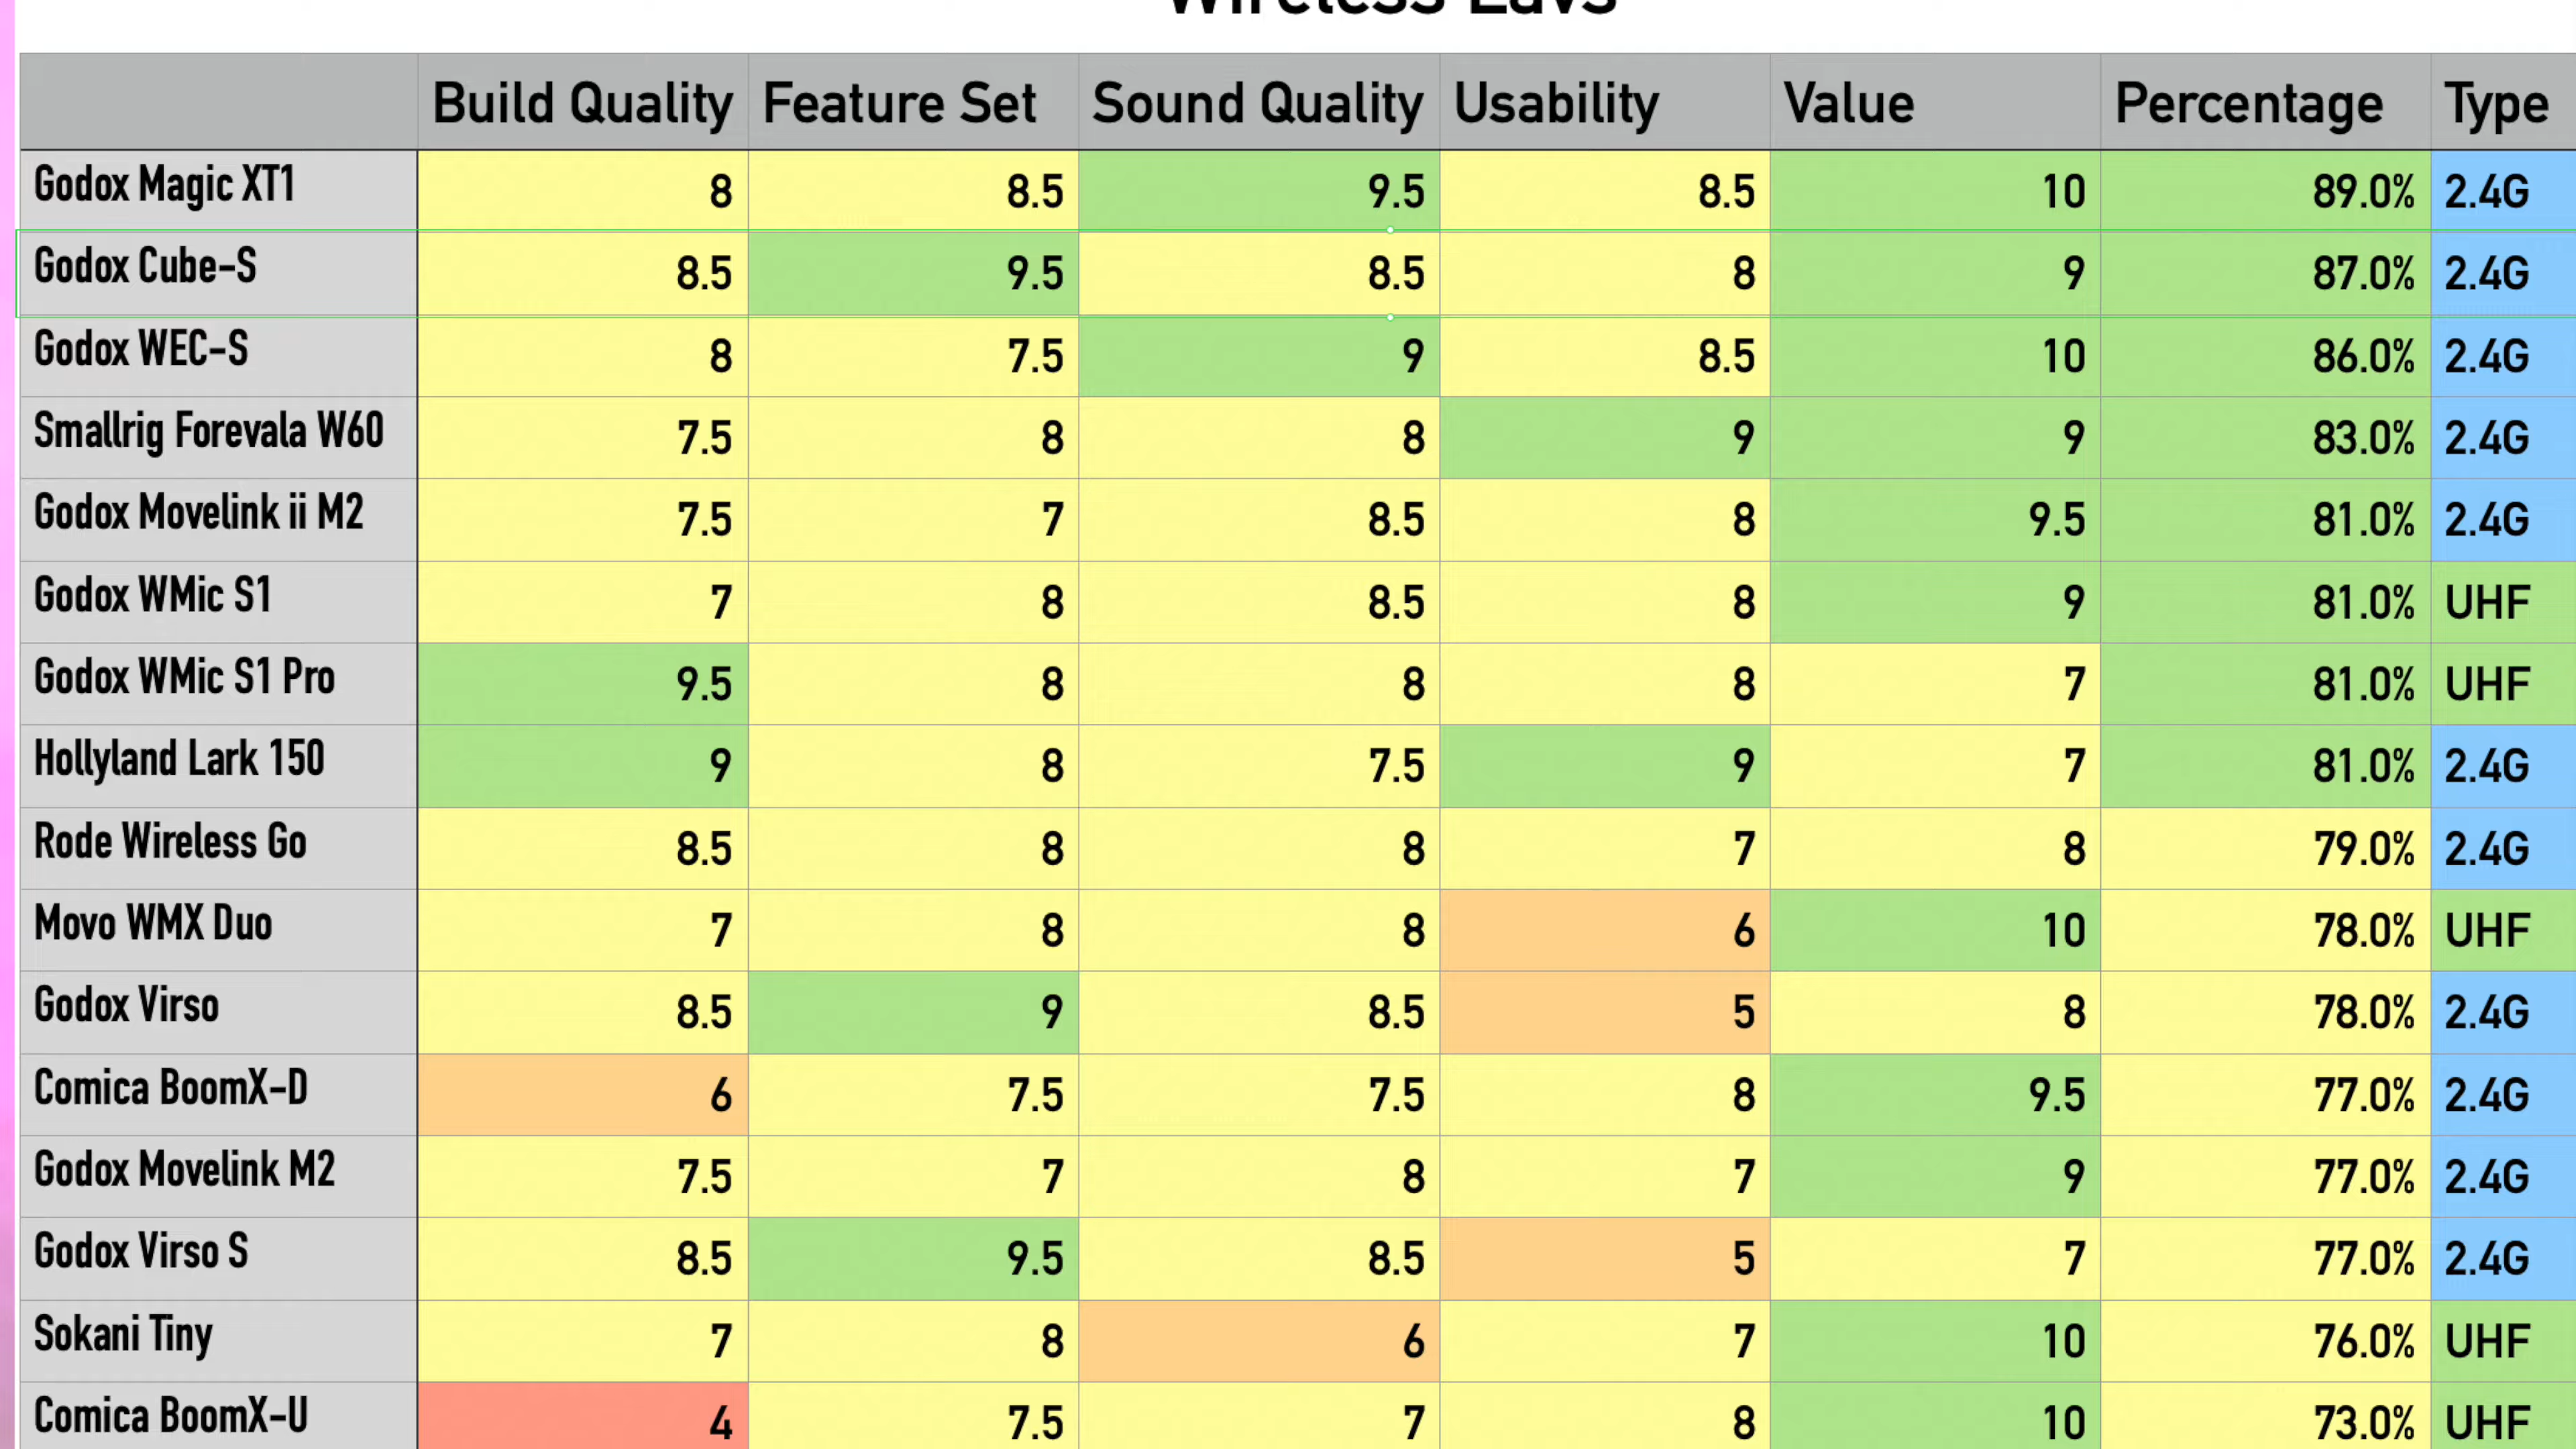 Wireless Lavs
Build Quality Feature Set Sound Quality Usability Value Percentage Type
Godox Magic XT1 8 8.5 9.5 8.5 10 89.0% 2.4G
Godox Cube-S 8.5 9.5 8.5 8 9 87.0% 2.4G
Godox WEC-S 8 7.5 9 8.5 10 86.0% 2.4G
Smallrig Forevala W60 7.5 8 8 9 9 83.0% 2.4G
Godox Movelink ii M2 7.5 7 8.5 8 9.5 81.0% 2.4G
Godox WMic S1 7 8 8.5 8 9 81.0% UHF
Godox WMic S1 Pro 9.5 8 8 8 7 81.0% UHF
Hollyland Lark 150 9 8 7.5 9 7 81.0% 2.4G
Rode Wireless Go 8.5 8 8 7 8 79.0% 2.4G
Movo WMX Duo 7 8 8 6 10 78.0% UHF
Godox Virso 8.5 9 8.5 5 8 78.0% 2.4G
Comica BoomX-D 6 7.5 7.5 8 9.5 77.0% 2.4G
Godox Movelink M2 7.5 7 8 7 9 77.0% 2.4G
Godox Virso S 8.5 9.5 8.5 5 7 77.0% 2.4G
Sokani Tiny 7 8 6 7 10 76.0% UHF
Comica BoomX-U 4 7.5 7 8 10 73.0% UHF